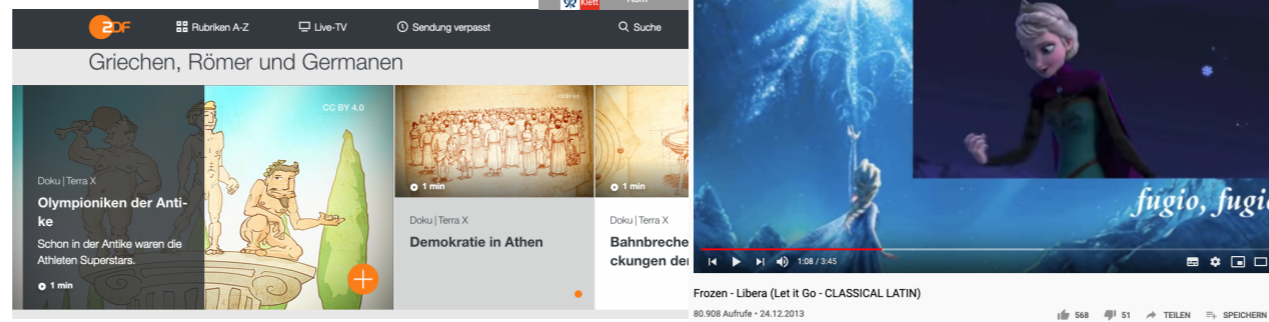 Klett
ZDF
Rubriken A-Z
Live-TV
Sendung verpasst
Suche
Griechen, Römer und Germanen
CC BY 4.0
Doku | Terra X
Olympioniken der Anti-
ke
Schon in der Antike waren die
Athleten Superstars.
1 min
1 min
Doku | Terra X
Demokratie in Athen
1 min
Doku | Terra X
Bahnbreche
ckungen de
fugio, fugi
1:08 / 3:45
Frozen - Libera (Let it Go - CLASSICAL LATIN)
80.908 Aufrufe • 24.12.2013
568
51
TEILEN
SPEICHERN